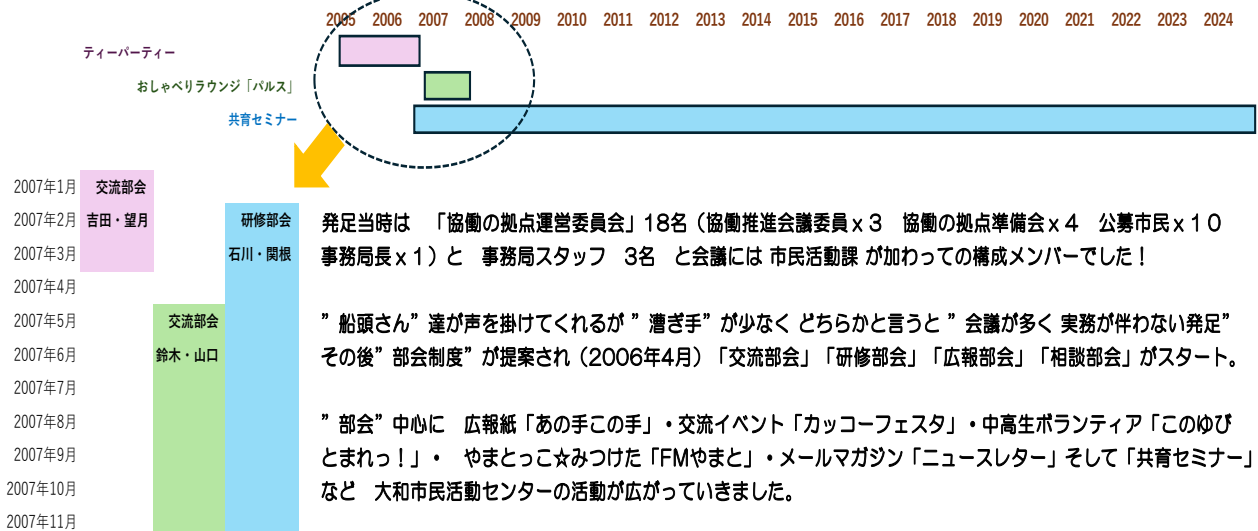 2005 2006 2007 2008 2009 2010 2011 2012 2013 2014 2015 2016 2017 2018 2019 2020 2021 2022 2023 2024
ティーパーティー
おしゃべりラウンジ「パルス」
共育セミナー
2007年1月 交流部会
2007年2月 吉田・望月 研修部会
2007年3月 石川・関根
2007年4月
2007年5月 交流部会
2007年6月 鈴木・山口
2007年7月
2007年8月
2007年9月
2007年10月
2007年11月
発足当時は 「協働の拠点運営委員会」18名（協働推進会議委員ｘ３ 協働の拠点準備会ｘ４ 公募市民ｘ１０
事務局長ｘ１）と 事務局スタッフ 3名 と会議には 市民活動課 が加わっての構成メンバーでした！
”船頭さん”達が声を掛けてくれるが ”漕ぎ手”が少なく どちらかと言うと ”会議が多く 実務が伴わない発足”
その後”部会制度”が提案され（2006年4月）「交流部会」「研修部会」「広報部会」「相談部会」がスタート。
”部会”中心に 広報紙「あの手この手」・交流イベント「カッコーフェスタ」・中高生ボランティア「このゆび
とまれっ！」・ やまとっこ☆みつけた「FMやまと」・メールマガジン「ニュースレター」そして「共育セミナー」
など 大和市民活動センターの活動が広がっていきました。